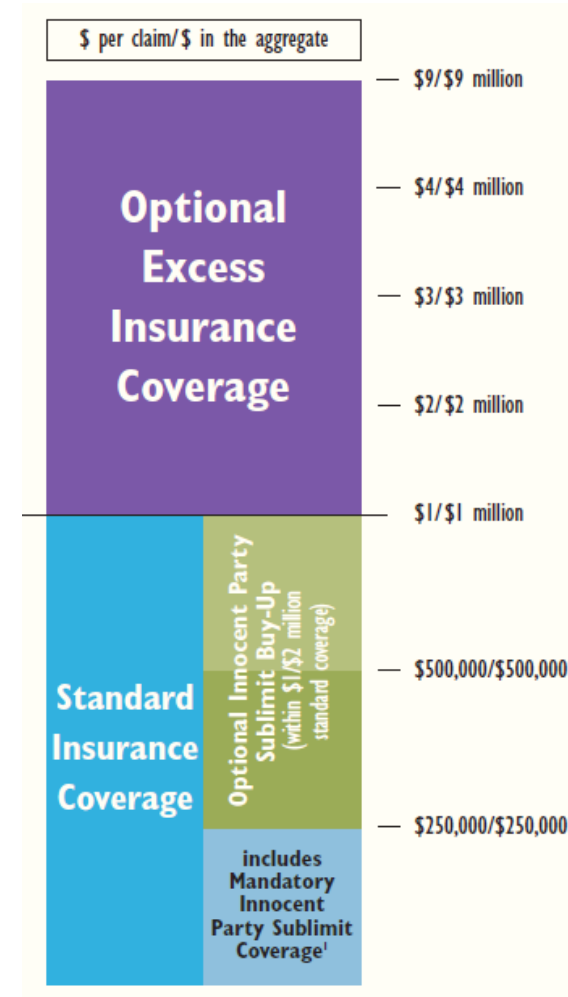 $ per claim/$ in the aggregate
$9/$9 million
Optional
Excess
Insurance
Coverage
$4/$4 million
$3/$3 million
$2/$2 million
$1/$1 million
Standard
Insurance
Coverage
Optional Innocent Party
Sublimit Buy-Up
(within $1/$2 million
standard coverage)
$500,000/$500,000
$250,000/$250,000
includes
Mandatory
Innocent
Party Sublimit
Coverage¹